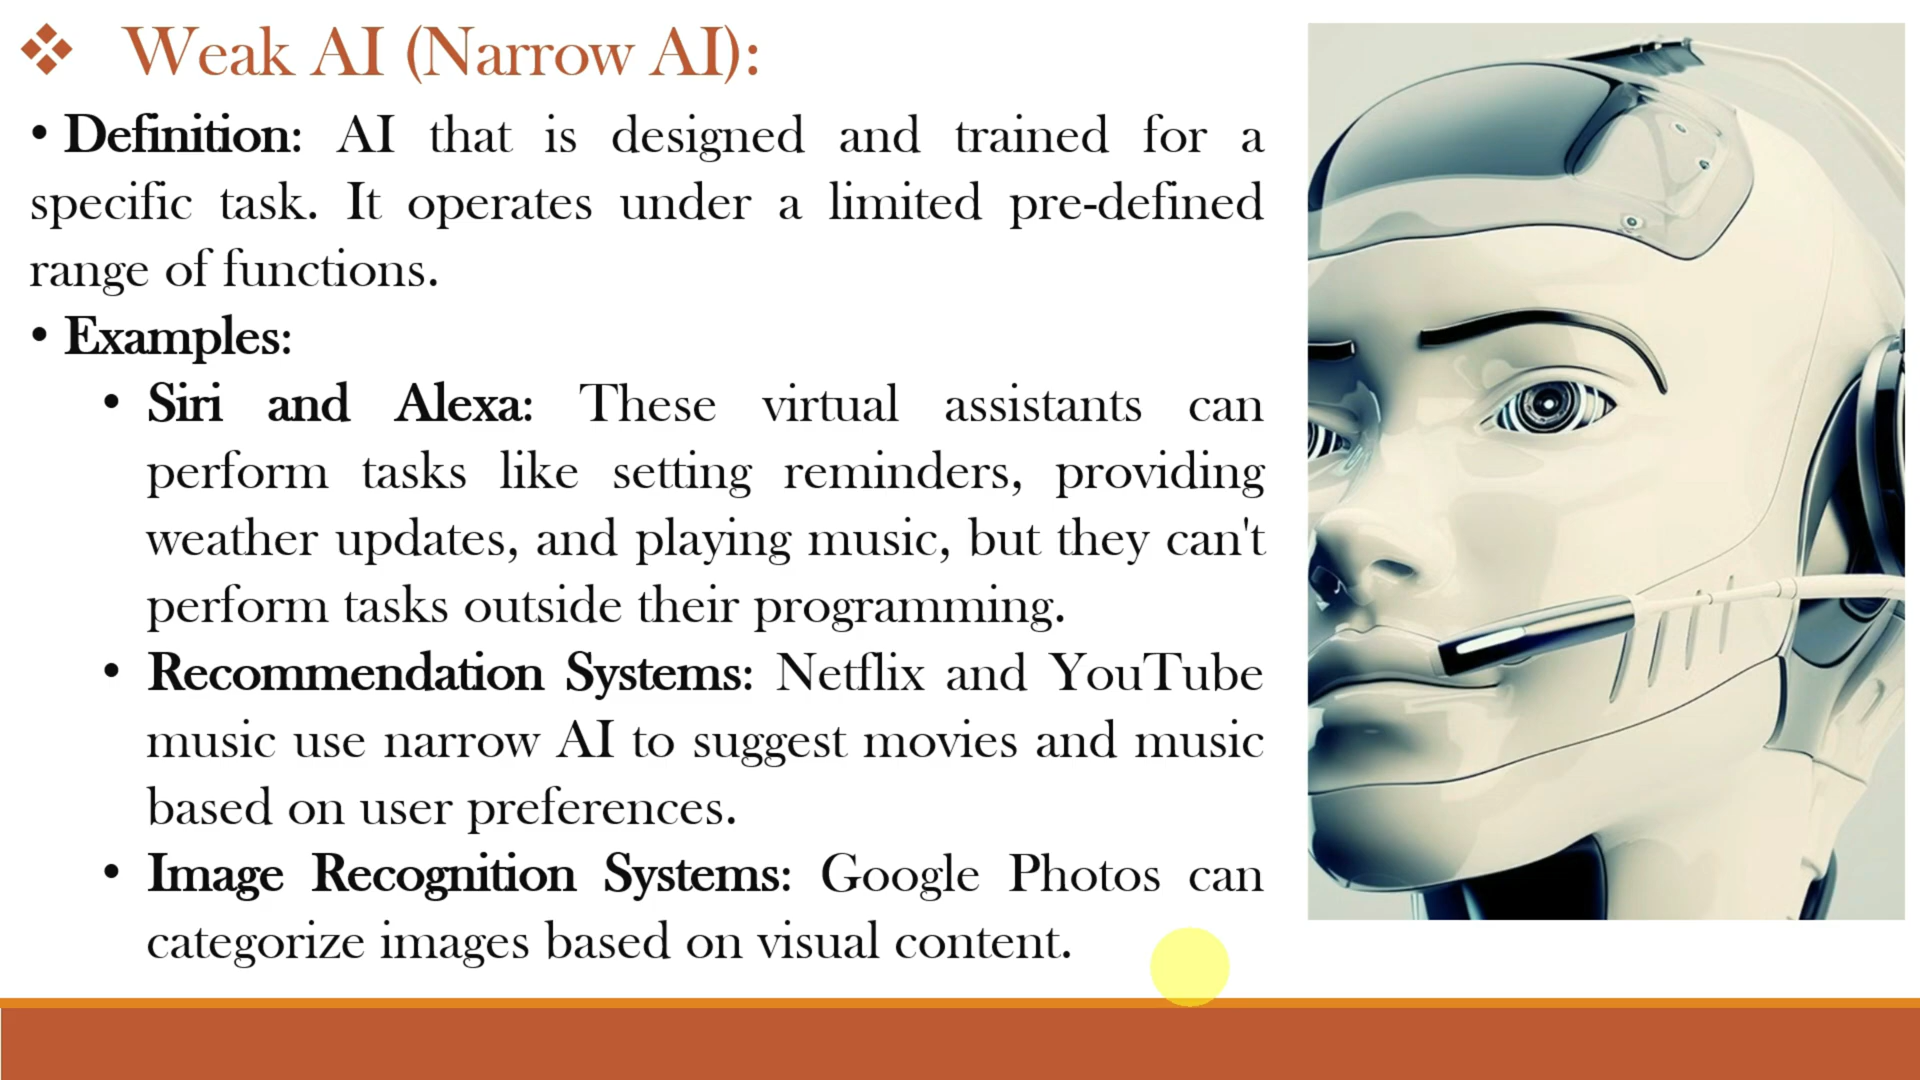 ❖ Weak AI (Narrow AI):
• Definition: AI that is designed and trained for a
specific task. It operates under a limited pre-defined
range of functions.
• Examples:
• Siri and Alexa: These virtual assistants can
perform tasks like setting reminders, providing
weather updates, and playing music, but they can't
perform tasks outside their programming.
• Recommendation Systems: Netflix and YouTube
music use narrow AI to suggest movies and music
based on user preferences.
• Image Recognition Systems: Google Photos can
categorize images based on visual content.